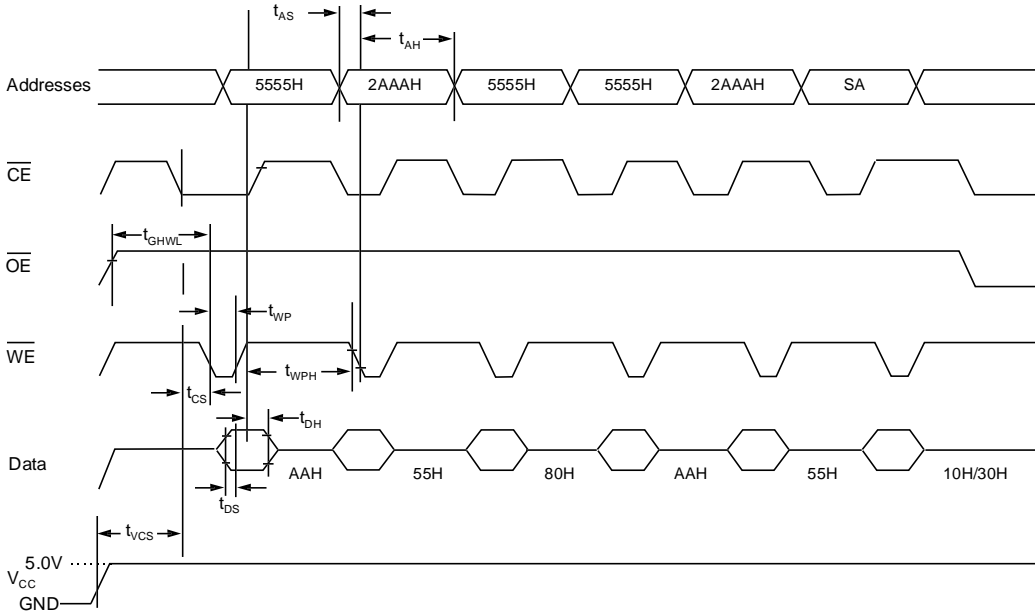 tAS
tAH
Addresses 5555H 2AAAH 5555H 5555H 2AAAH SA
CE
tGHWL
OE
tWP
WE
tWPH
tCS
tDH
Data AAH 55H 80H AAH 55H 10H/30H
tDS
tVCS
5.0V
VCC
GND